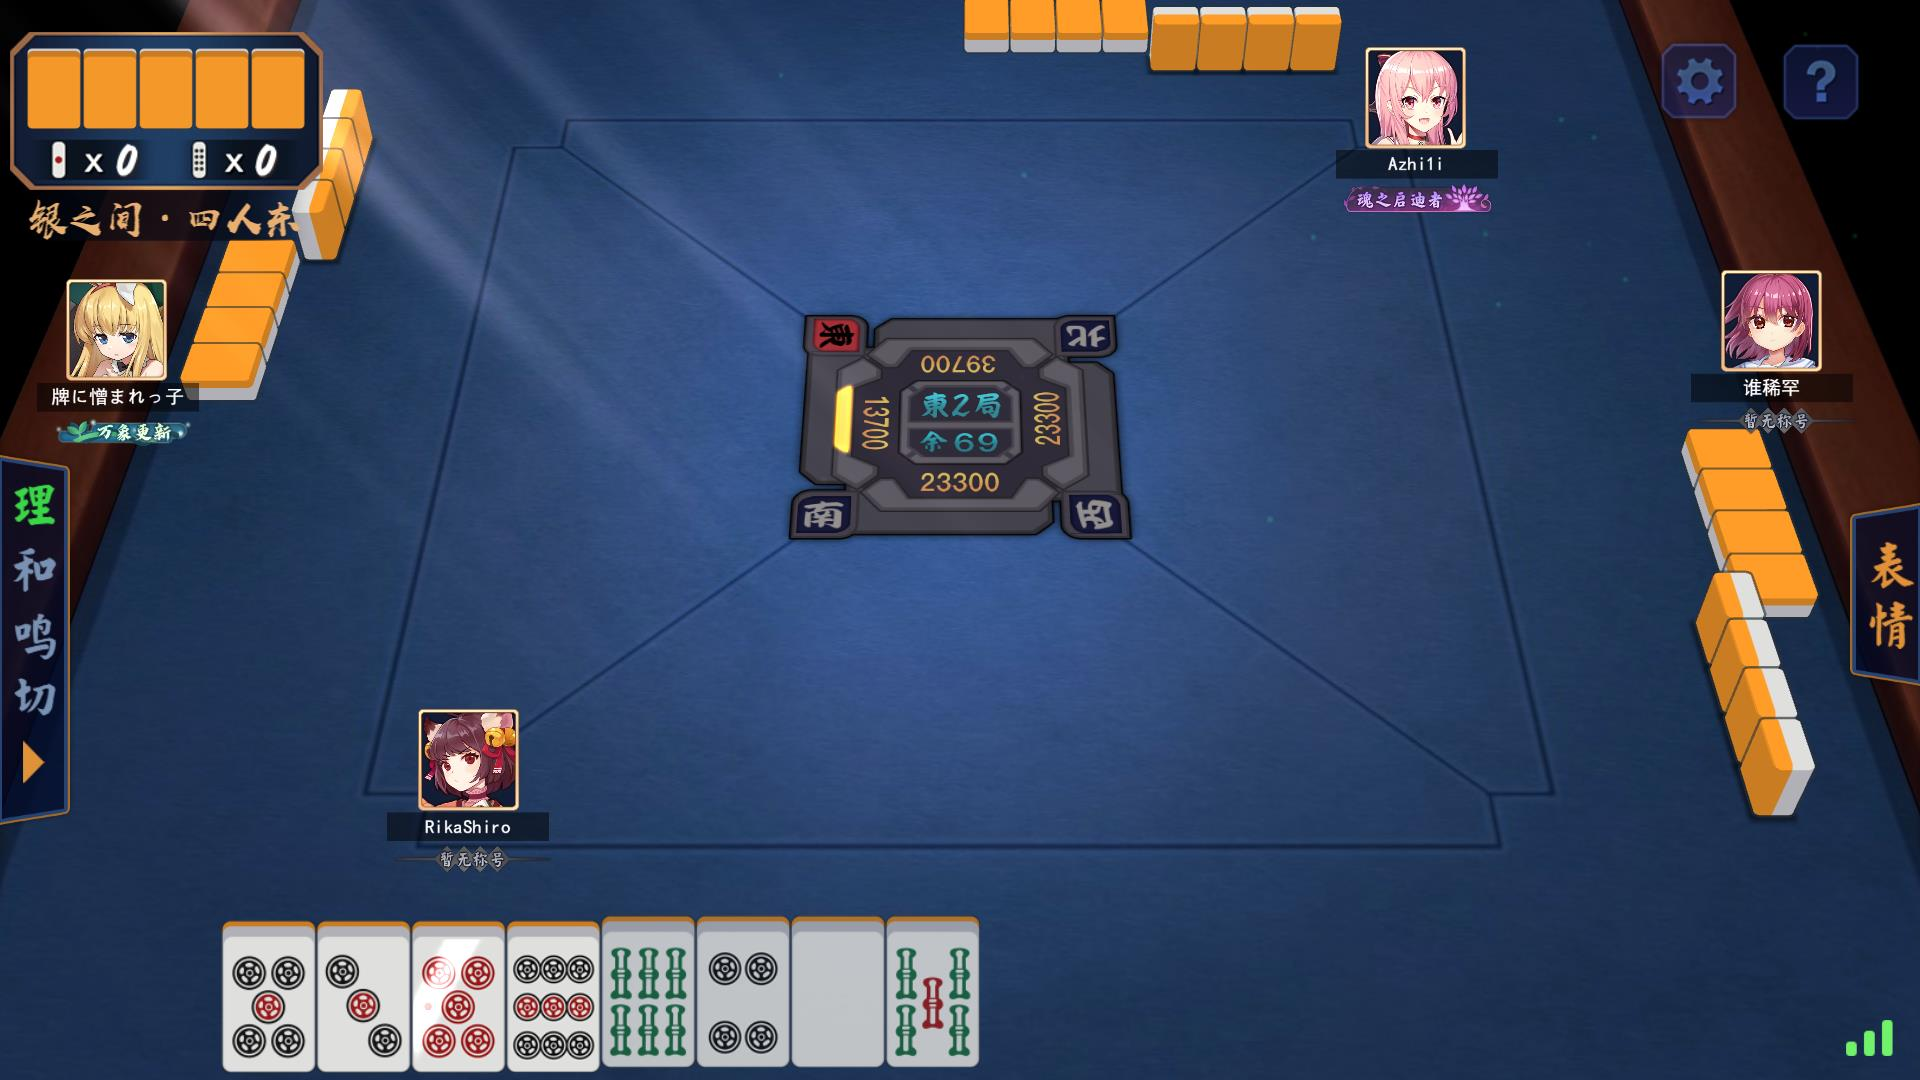 x 0 x 0
银之间·四人东
Azhi1i
魂之启迪者
牌に憎まれっ子
万象更新
谁稀罕
暂无称号
東
北
南
西
39700
13700
23300
23300
東2局
余69
理
和
鸣
切
表情
RikaShiro
暂无称号
?